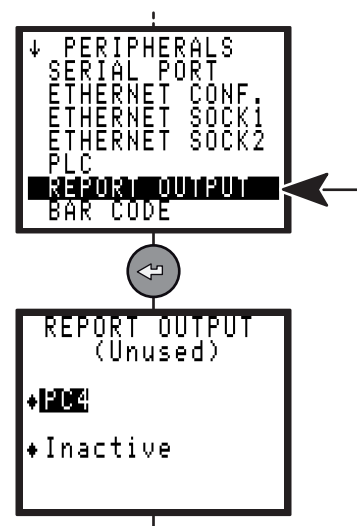 ↓ PERIPHERALS
SERIAL PORT
ETHERNET CONF.
ETHERNET SOCK1
ETHERNET SOCK2
PLC
REPORT OUTPUT
BAR CODE
REPORT OUTPUT
(Unused)
♦PC4
♦Inactive